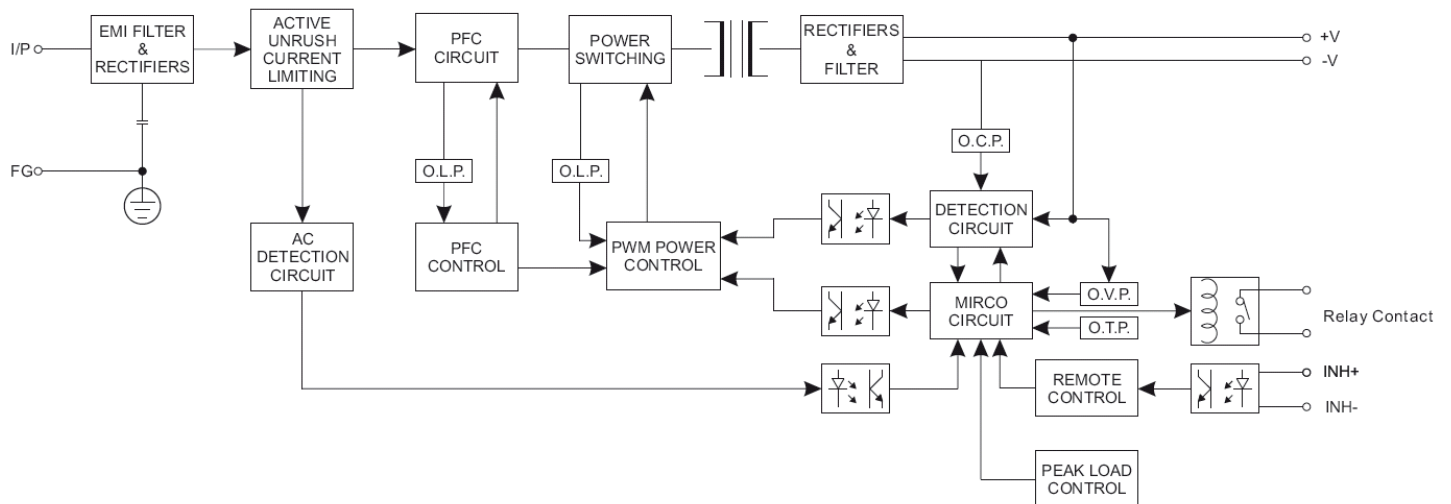 I/P
EMI FILTER
&
RECTIFIERS
ACTIVE
UNRUSH
CURRENT
LIMITING
PFC
CIRCUIT
POWER
SWITCHING
RECTIFIERS
&
FILTER
+V
-V
FG
O.L.P.
O.L.P.
O.C.P.
AC
DETECTION
CIRCUIT
PFC
CONTROL
PWM POWER
CONTROL
DETECTION
CIRCUIT
MIRCO
CIRCUIT
O.V.P.
O.T.P.
Relay Contact
REMOTE
CONTROL
INH+
INH-
PEAK LOAD
CONTROL